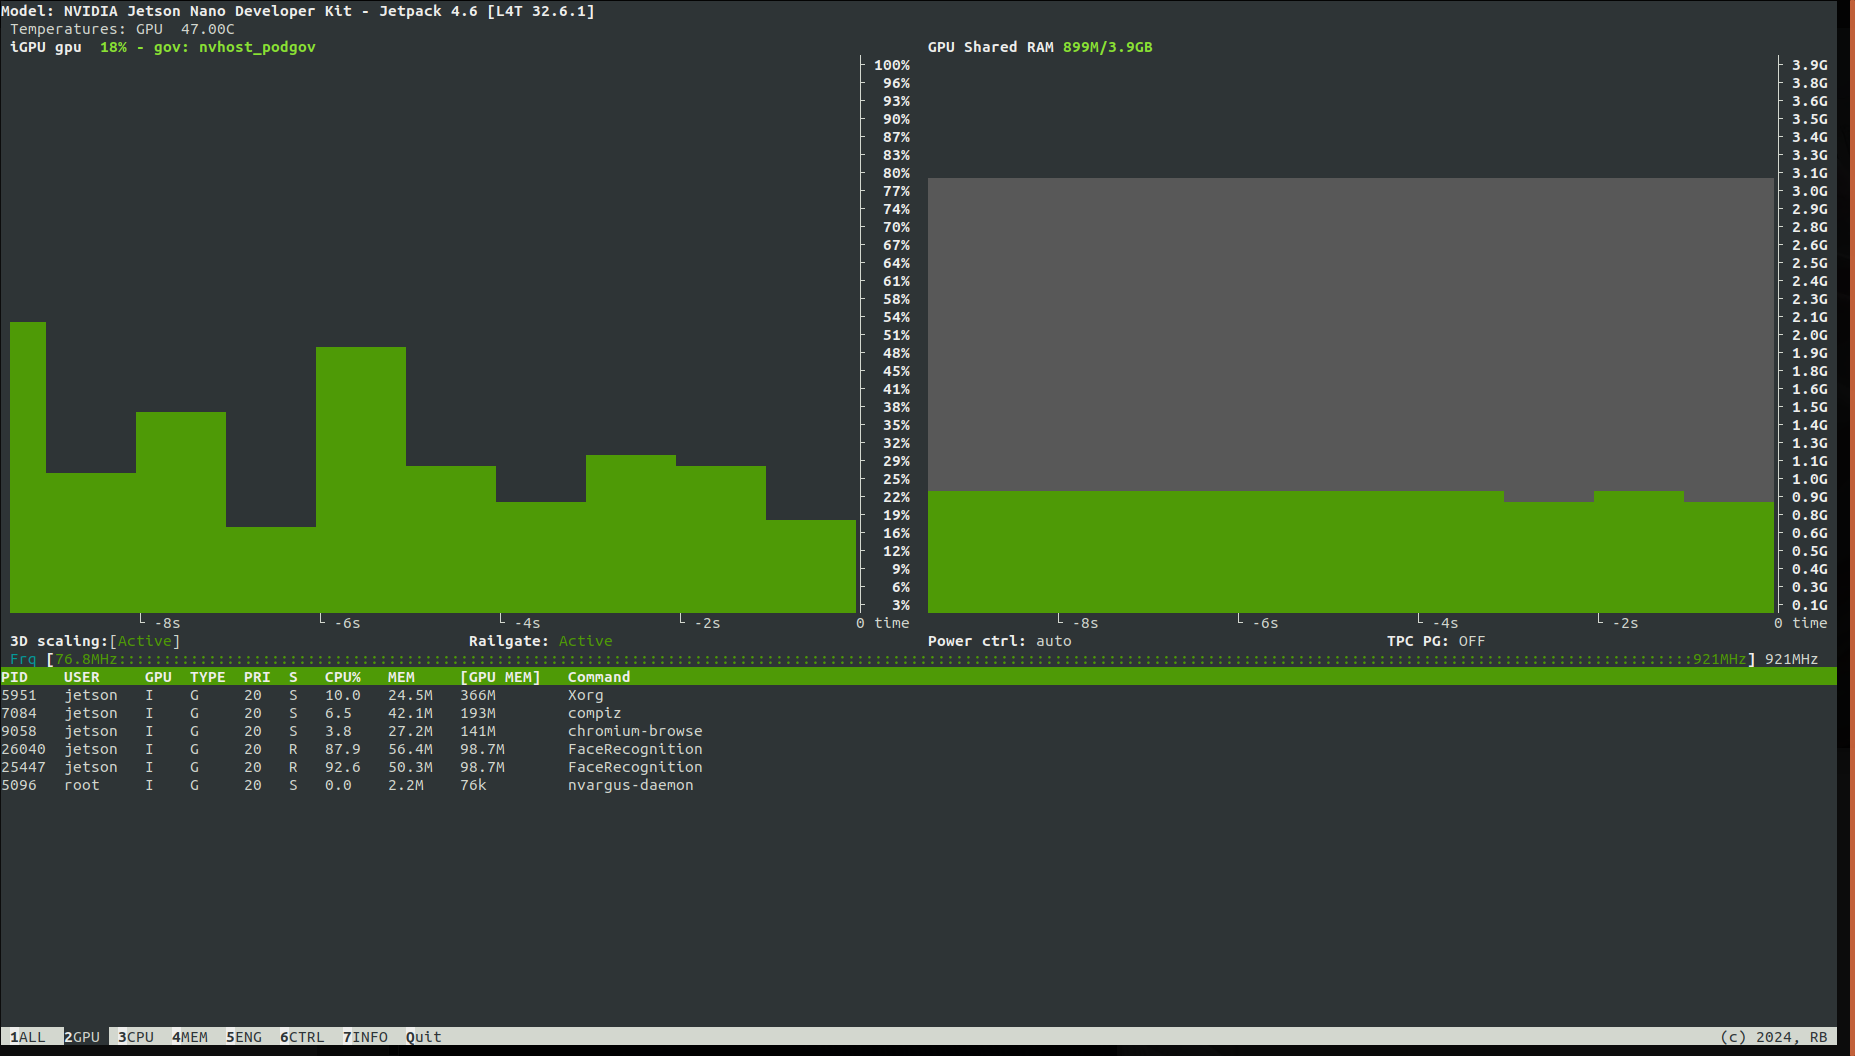 Model: NVIDIA Jetson Nano Developer Kit - Jetpack 4.6 [L4T 32.6.1]
Temperatures: GPU 47.00C
iGPU gpu 18% - gov: nvhost_podgov
100%
96%
93%
90%
87%
83%
80%
77%
74%
70%
67%
64%
61%
58%
54%
51%
48%
45%
41%
38%
35%
32%
29%
25%
22%
19%
16%
12%
9%
6%
3%
-8s -6s -4s -2s 0 time
GPU Shared RAM 899M/3.9GB
3.9G
3.8G
3.6G
3.5G
3.4G
3.3G
3.1G
3.0G
2.9G
2.8G
2.6G
2.5G
2.4G
2.3G
2.1G
2.0G
1.9G
1.8G
1.6G
1.5G
1.4G
1.3G
1.1G
1.0G
0.9G
0.8G
0.6G
0.5G
0.4G
0.3G
0.1G
-8s -6s -4s -2s 0 time
3D scaling:[Active] Railgate: Active Power ctrl: auto TPC PG: OFF
Frq [76.8MHz::::::::::::::::::::::::::::::::::::::::::::::::::::::::::::::::::::::::::::::::::::::::::::::::::::::::::::::::::::::::::::::::::::::::::::::::::::::::::::::::::::::::::::::921MHz] 921MHz
PID USER GPU TYPE PRI S CPU% MEM [GPU MEM] Command
5951 jetson I G 20 S 10.0 24.5M 366M Xorg
7084 jetson I G 20 S 6.5 42.1M 193M compiz
9058 jetson I G 20 S 3.8 27.2M 141M chromium-browse
26040 jetson I G 20 R 87.9 56.4M 98.7M FaceRecognition
25447 jetson I G 20 R 92.6 50.3M 98.7M FaceRecognition
5096 root I G 20 S 0.0 2.2M 76k nvargus-daemon
1ALL 2GPU 3CPU 4MEM 5ENG 6CTRL 7INFO Quit (c) 2024, RB